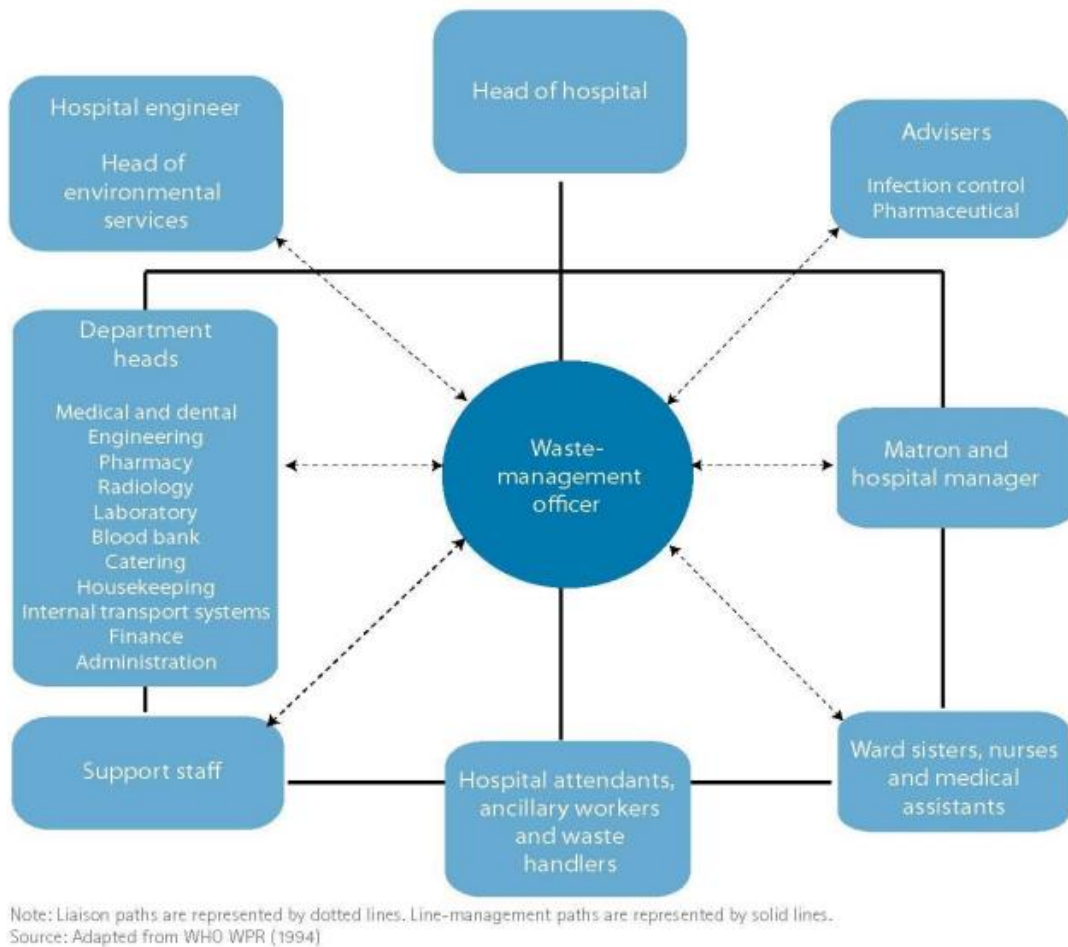 Head of hospital
Hospital engineer
Head of
environmental
services
Advisers
Infection control
Pharmaceutical
Department
heads
Medical and dental
Engineering
Pharmacy
Radiology
Laboratory
Blood bank
Catering
Housekeeping
Internal transport systems
Finance
Administration
Waste-
management
officer
Matron and
hospital manager
Support staff
Hospital attendants,
ancillary workers
and waste
handlers
Ward sisters, nurses
and medical
assistants
Note: Liaison paths are represented by dotted lines. Line-management paths are represented by solid lines.
Source: Adapted from WHO WPR (1994)